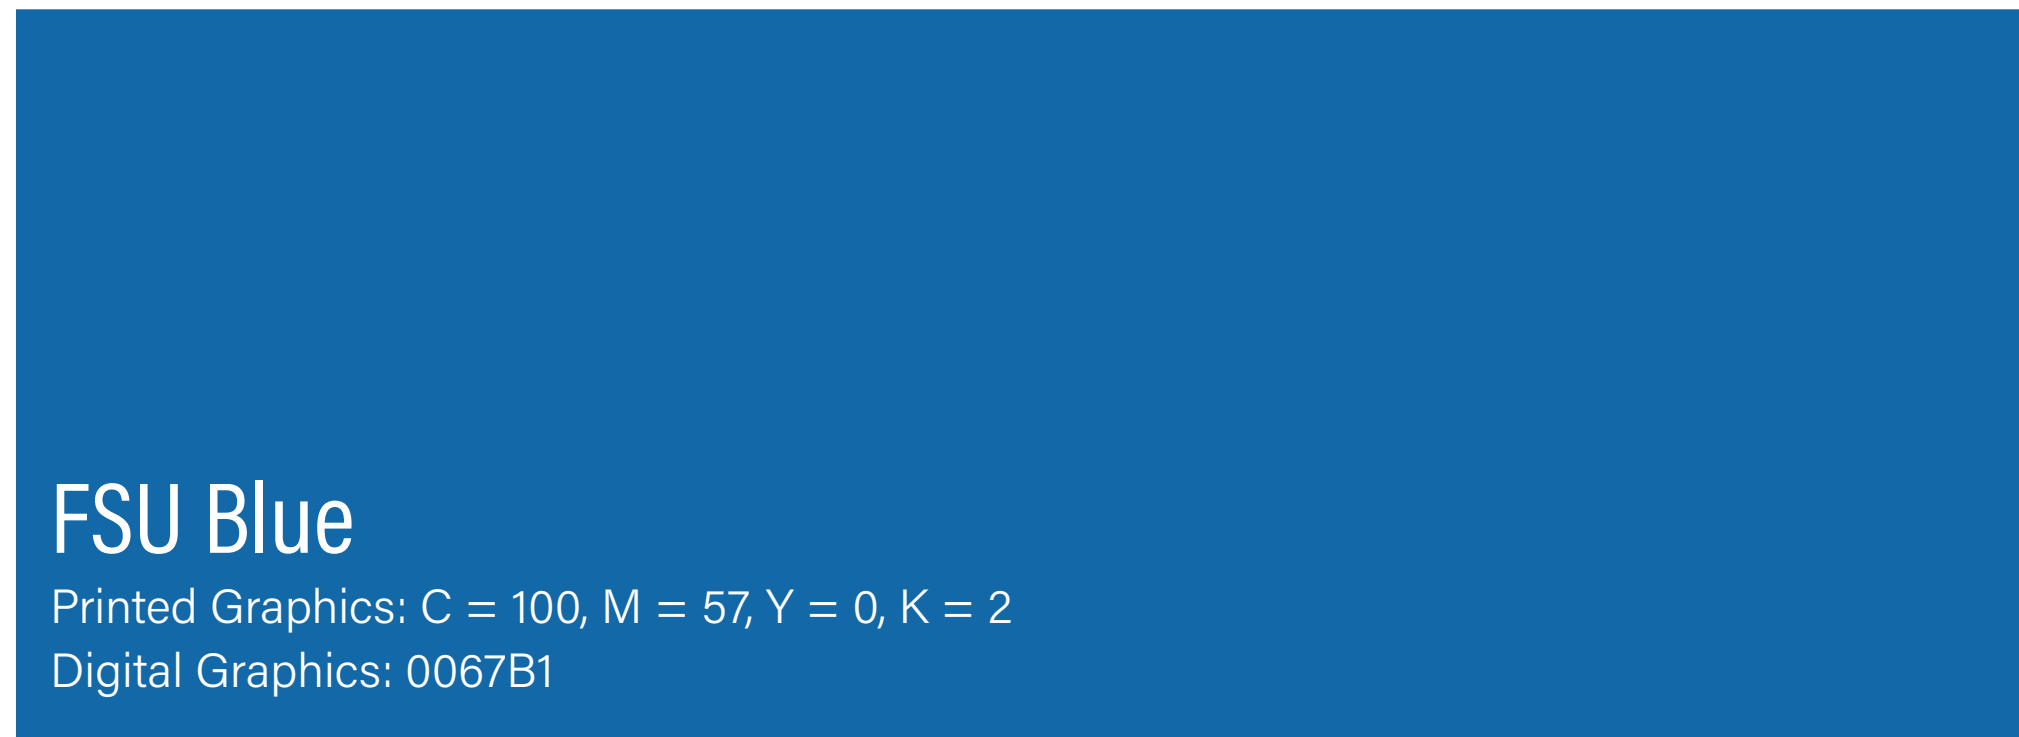 FSU Blue
Printed Graphics: C = 100, M = 57, Y = 0, K = 2
Digital Graphics: 0067B1